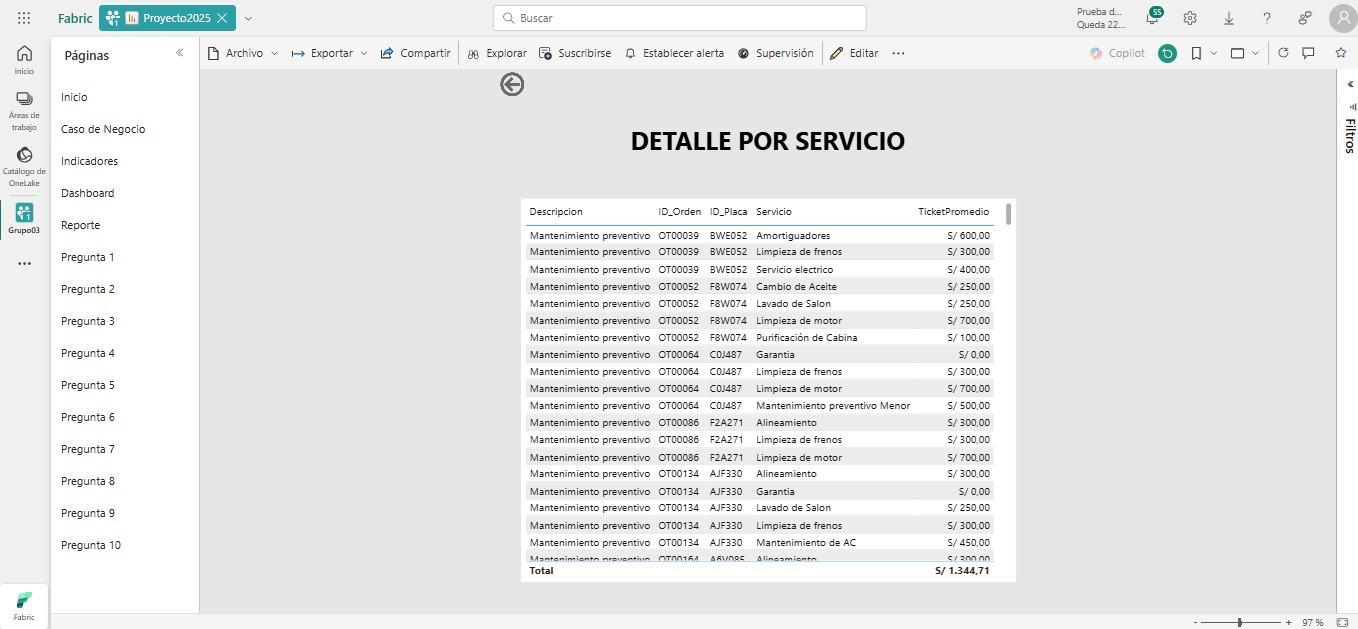 Fabric
Proyecto2025
Buscar
Prueba d...
Queda 22...
55
Inicio
Áreas de
trabajo
Catálogo de
OneLake
Grupo03
Fabric
Páginas
Inicio
Caso de Negocio
Indicadores
Dashboard
Reporte
Pregunta 1
Pregunta 2
Pregunta 3
Pregunta 4
Pregunta 5
Pregunta 6
Pregunta 7
Pregunta 8
Pregunta 9
Pregunta 10
Archivo Exportar Compartir Explorar Suscribirse Establecer alerta Supervisión Editar ... Copilot
DETALLE POR SERVICIO
Descripcion ID_Orden ID_Placa Servicio TicketPromedio
Mantenimiento preventivo OT00039 BWE052 Amortiguadores S/ 600,00
Mantenimiento preventivo OT00039 BWE052 Limpieza de frenos S/ 300,00
Mantenimiento preventivo OT00039 BWE052 Servicio electrico S/ 400,00
Mantenimiento preventivo OT00052 F8W074 Cambio de Aceite S/ 250,00
Mantenimiento preventivo OT00052 F8W074 Lavado de Salon S/ 250,00
Mantenimiento preventivo OT00052 F8W074 Limpieza de motor S/ 700,00
Mantenimiento preventivo OT00052 F8W074 Purificación de Cabina S/ 100,00
Mantenimiento preventivo OT00064 C0J487 Garantia S/ 0,00
Mantenimiento preventivo OT00064 C0J487 Limpieza de frenos S/ 300,00
Mantenimiento preventivo OT00064 C0J487 Limpieza de motor S/ 700,00
Mantenimiento preventivo OT00064 C0J487 Mantenimiento preventivo Menor S/ 500,00
Mantenimiento preventivo OT00086 F2A271 Alineamiento S/ 300,00
Mantenimiento preventivo OT00086 F2A271 Limpieza de frenos S/ 300,00
Mantenimiento preventivo OT00086 F2A271 Limpieza de motor S/ 700,00
Mantenimiento preventivo OT00134 AJF330 Alineamiento S/ 300,00
Mantenimiento preventivo OT00134 AJF330 Garantia S/ 0,00
Mantenimiento preventivo OT00134 AJF330 Lavado de Salon S/ 250,00
Mantenimiento preventivo OT00134 AJF330 Limpieza de frenos S/ 300,00
Mantenimiento preventivo OT00134 AJF330 Mantenimiento de AC S/ 450,00
Mantenimiento preventivo OT00164 A6V085 Alineamiento S/ 300,00
Total S/ 1.344,71
Filtros
- + 97 %